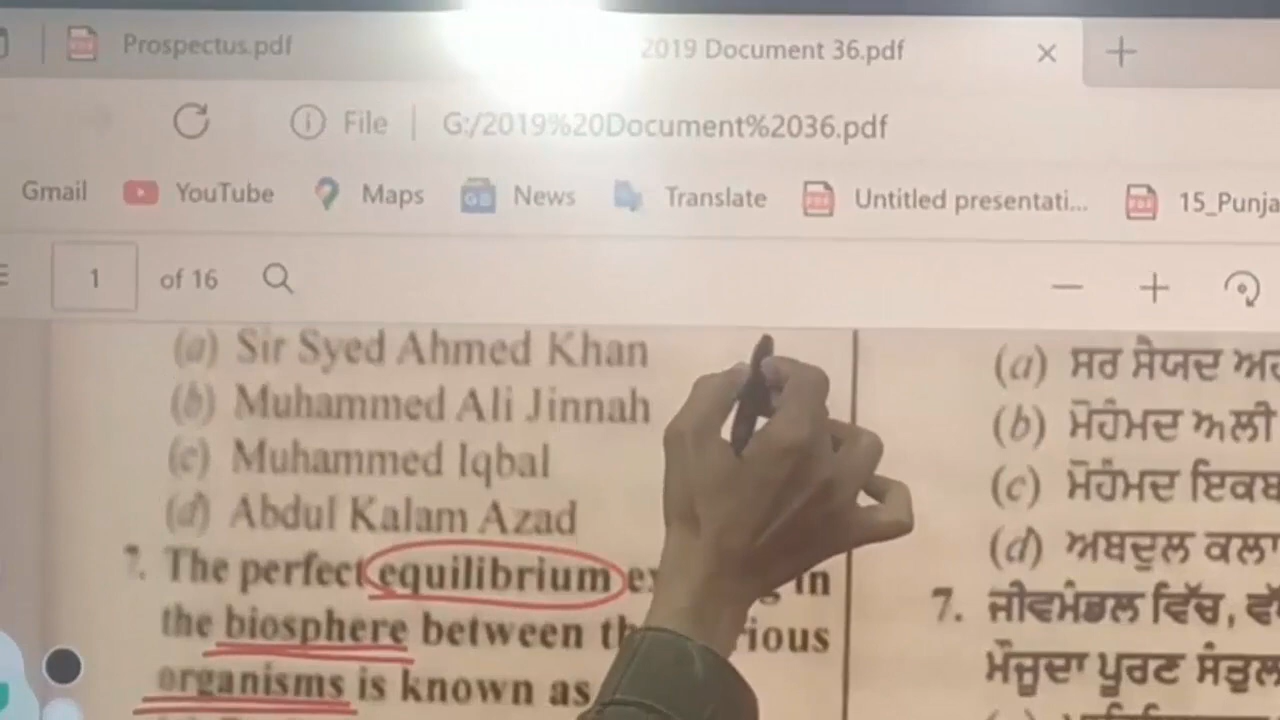 Prospectus.pdf
2019 Document 36.pdf
File
G:/2019%20Document%2036.pdf
Gmail
YouTube
Maps
News
Translate
Untitled presentati...
15_Punja
1 of 16
(a) Sir Syed Ahmed Khan
(b) Muhammed Ali Jinnah
(c) Muhammed Iqbal
(d) Abdul Kalam Azad
7. The perfect equilibrium in
the biosphere between
organisms is known as
(a) ਸਰ ਸੈਯਦ
(b) ਮੋਹੰਮਦ ਅਲੀ
(c) ਮੋਹੰਮਦ
(d) ਅਬਦੁਲ
7. ਜੀਵਮੰਡਲ ਵਿੱਚ,
ਮੌਜੂਦਾ ਪੂਰਣ